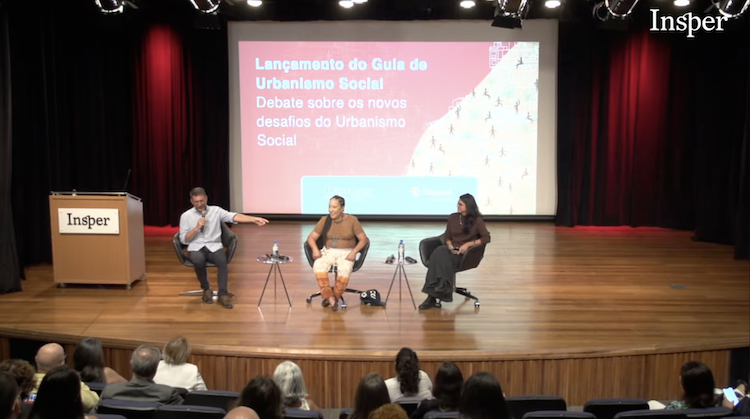 Insper
Lançamento do Guia de
Urbanismo Social
Debate sobre os novos
desafios do Urbanismo
Social
Insper